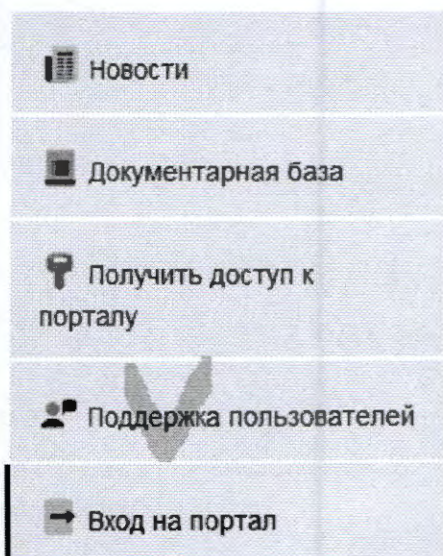 Новости
Документарная база
Получить доступ к
порталу
Поддержка пользователей
Вход на портал